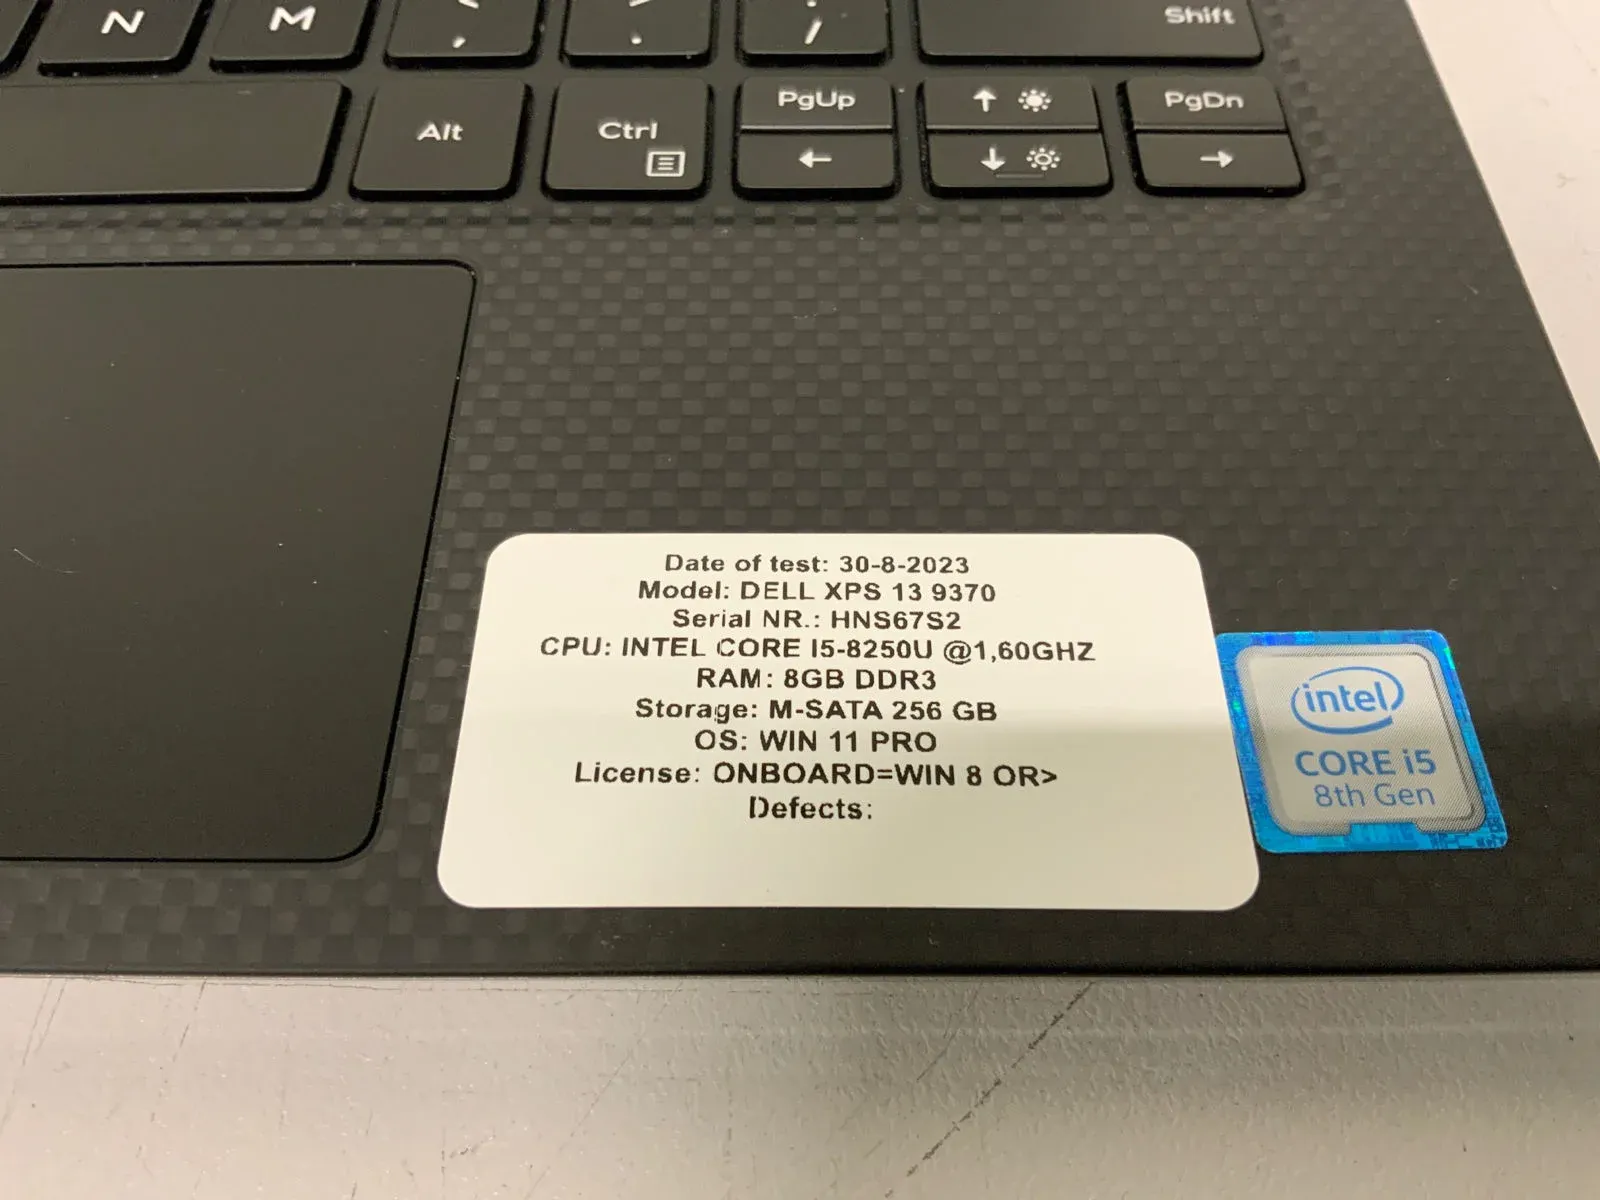 N M < > ?
, . /
Shift
Alt Ctrl PgUp PgDn
Date of test: 30-8-2023
Model: DELL XPS 13 9370
Serial NR.: HNS67S2
CPU: INTEL CORE I5-8250U @1,60GHZ
RAM: 8GB DDR3
Storage: M-SATA 256 GB
OS: WIN 11 PRO
License: ONBOARD=WIN 8 OR>
Defects:
intel
CORE i5
8th Gen